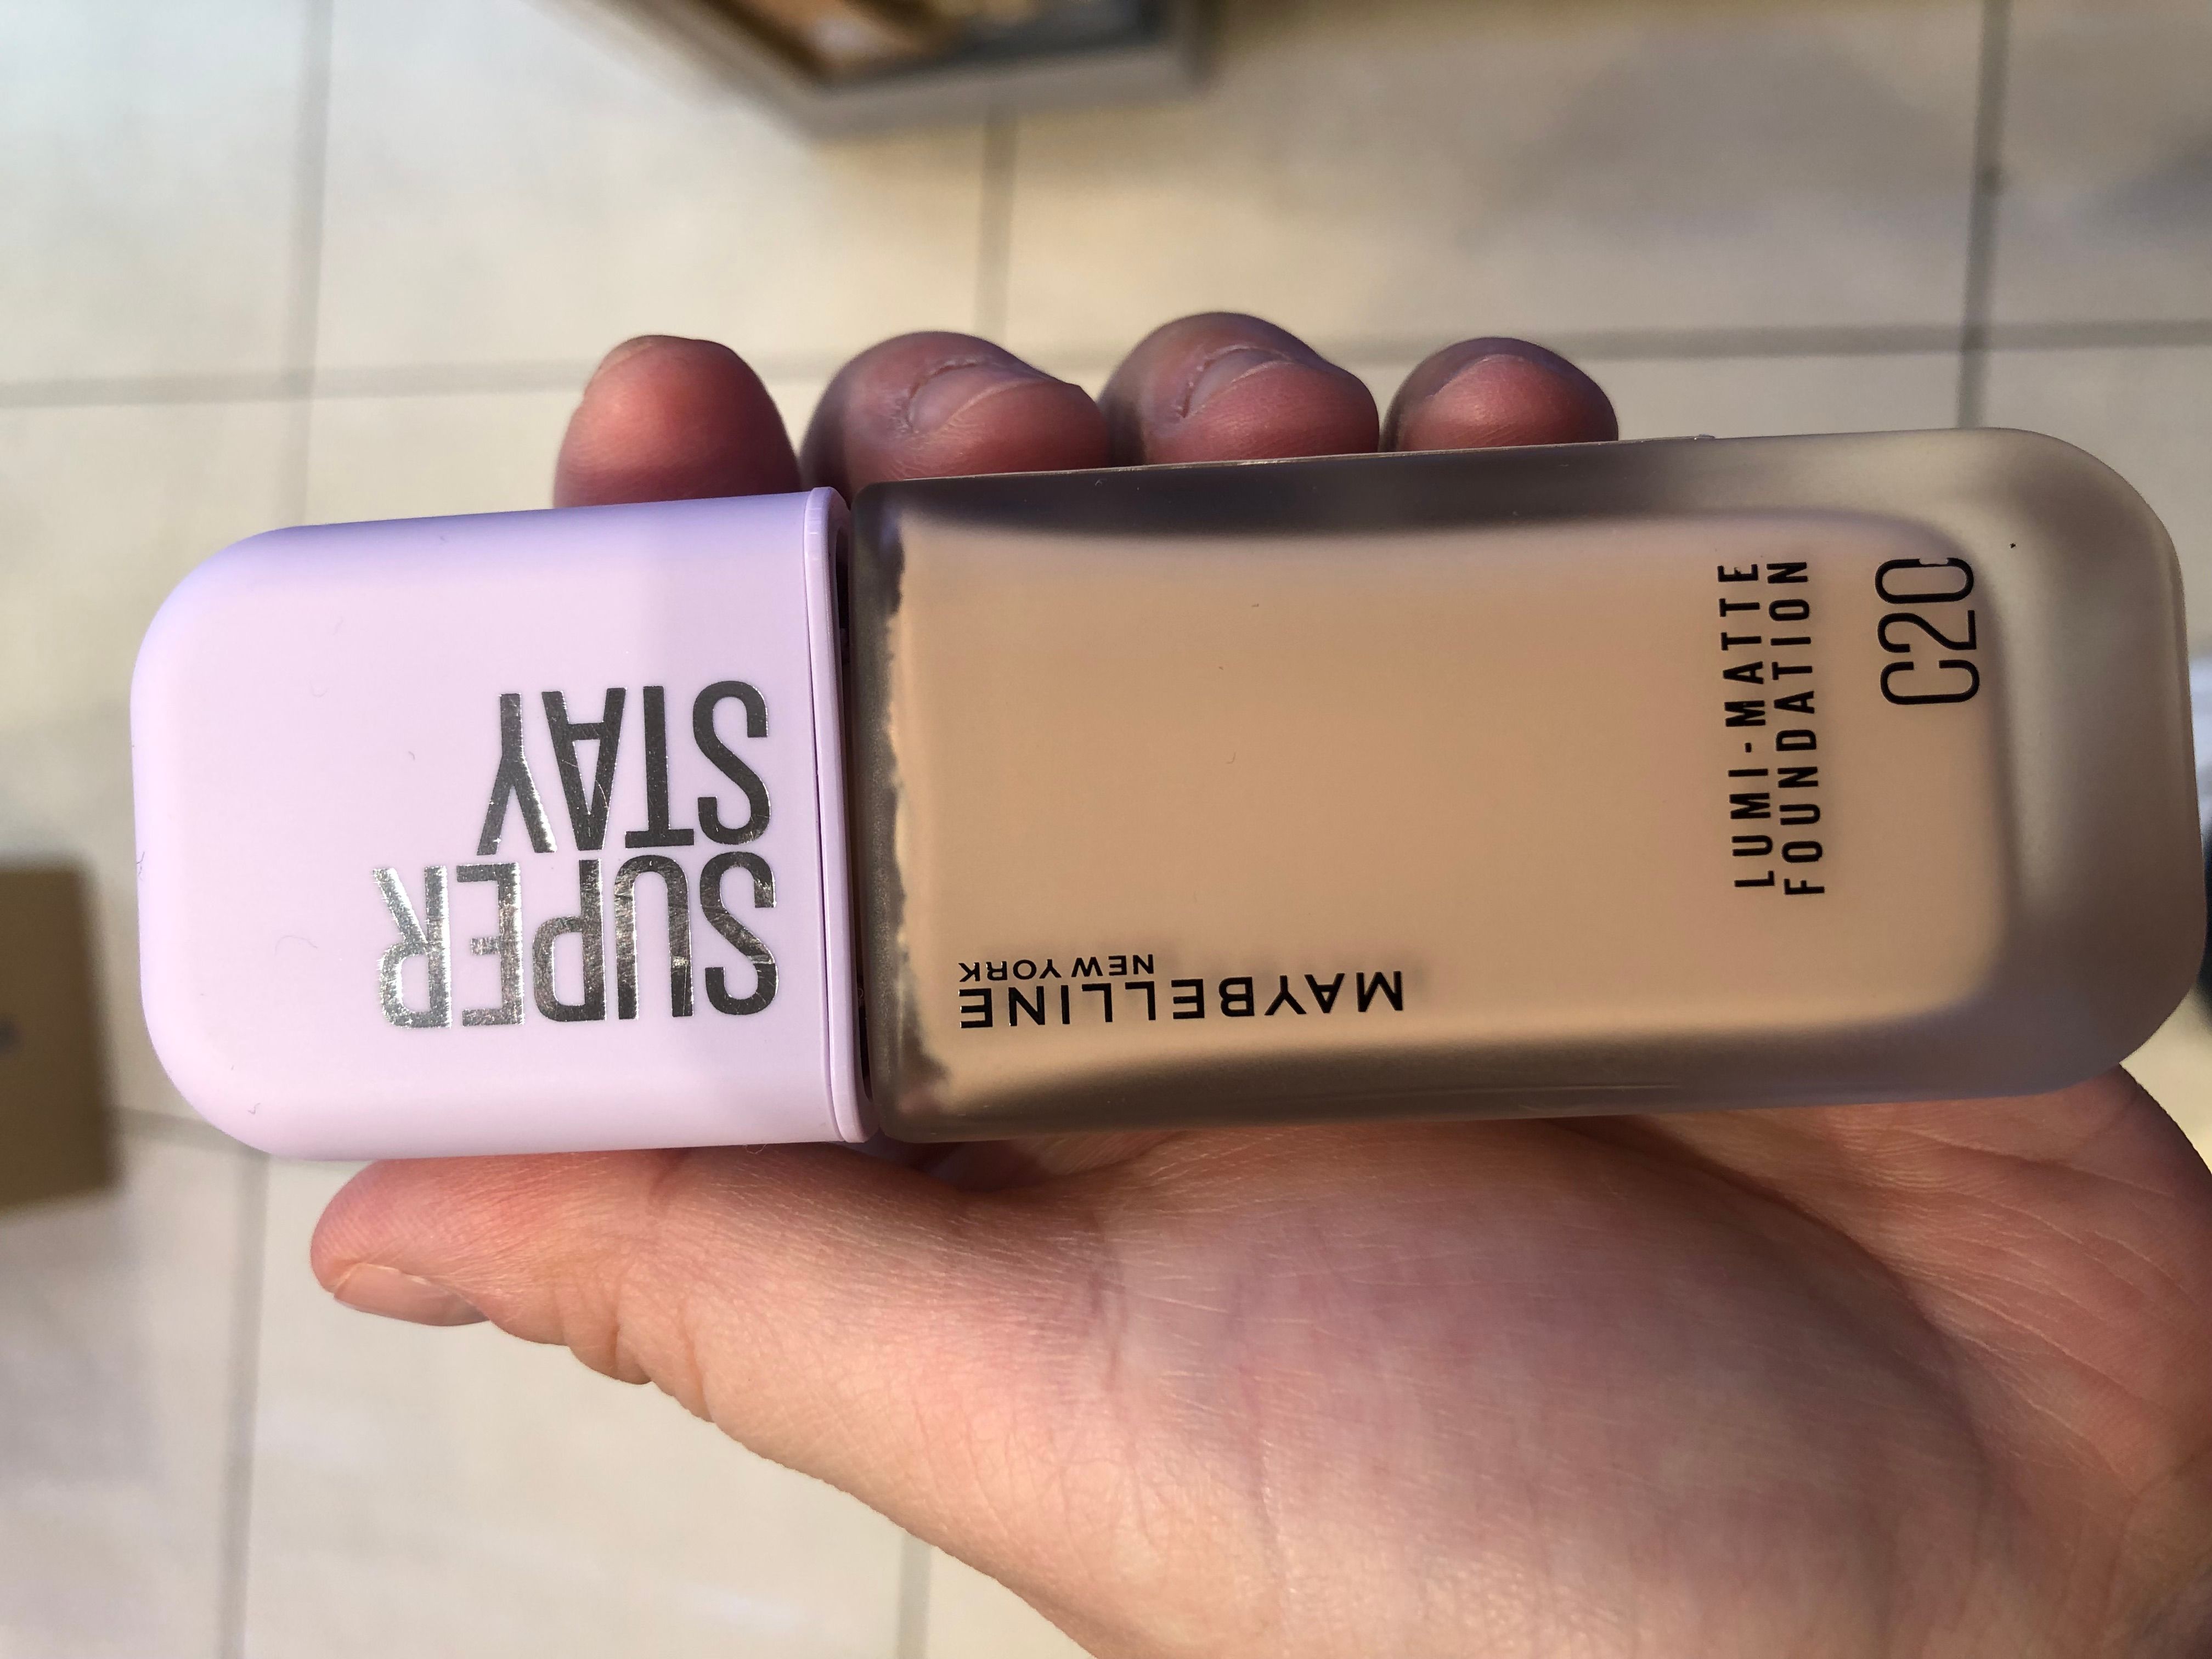 SUPER
STAY
MAYBELLINE
NEW YORK
LUMI-MATTE
FOUNDATION
C20